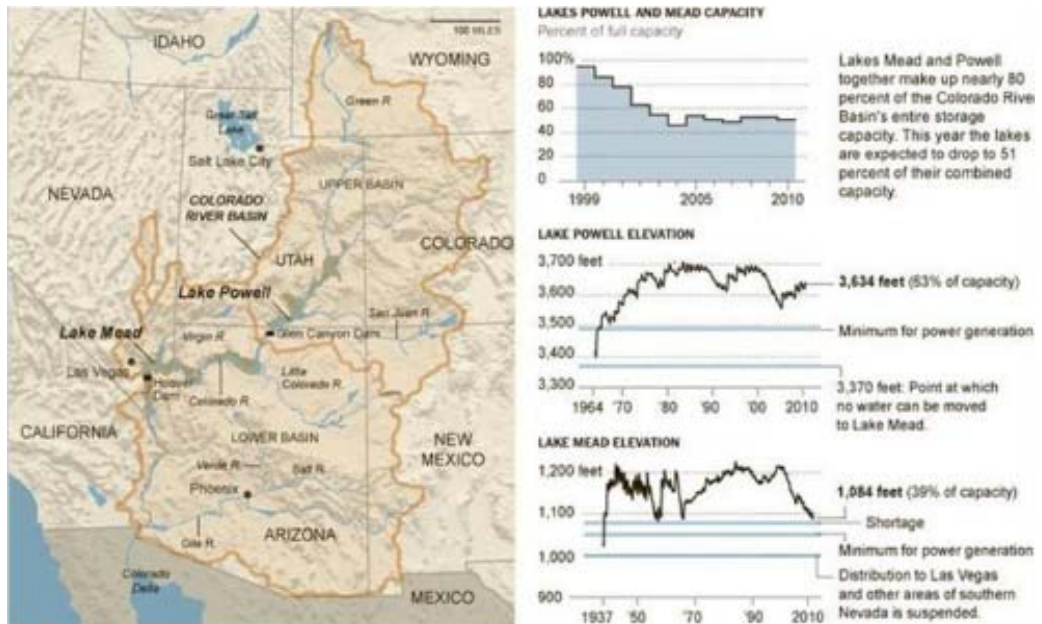 100 MILES
IDAHO
WYOMING
Green R.
Great Salt
Lake
Salt Lake City
NEVADA
UPPER BASIN
COLORADO
RIVER BASIN
COLORADO
UTAH
Lake Powell
San Juan R.
Lake Mead
Virgin R.
Glen Canyon Dam
Las Vegas
Hoover
Dam
Little
Colorado R.
Colorado R.
CALIFORNIA
LOWER BASIN
NEW
MEXICO
Verde R.
Salt R.
Phoenix
ARIZONA
Gila R.
Colorado
Delta
MEXICO
LAKES POWELL AND MEAD CAPACITY
Percent of full capacity
100%
80
60
40
20
0
1999
2005
2010
Lakes Mead and Powell
together make up nearly 80
percent of the Colorado River
Basin's entire storage
capacity. This year the lakes
are expected to drop to 51
percent of their combined
capacity.
LAKE POWELL ELEVATION
3,700 feet
3,600
3,500
3,400
3,300
1964 '70 '80 '90 '00 2010
3,634 feet (63% of capacity)
Minimum for power generation
3,370 feet: Point at which
no water can be moved
to Lake Mead.
LAKE MEAD ELEVATION
1,200 feet
1,100
1,000
900
1937 '50 '70 '90 2010
1,084 feet (39% of capacity)
Shortage
Minimum for power generation
Distribution to Las Vegas
and other areas of southern
Nevada is suspended.